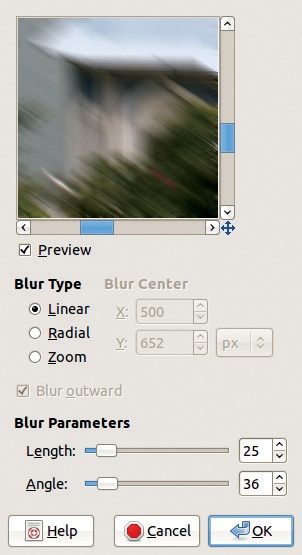 Preview
Blur Type Blur Center
Linear X: 500
Radial Y: 652 px
Zoom
Blur outward
Blur Parameters
Length: 25
Angle: 36
Help Cancel OK